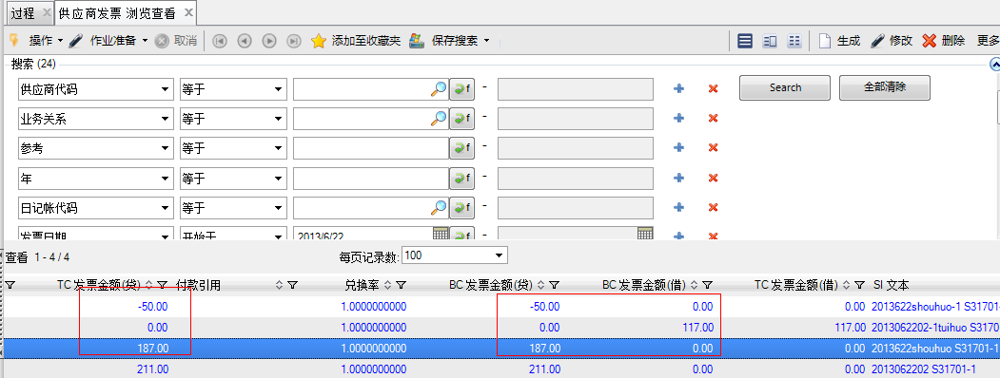 过程 供应商发票 浏览查看
操作 作业准备 取消 添加至收藏夹 保存搜索 生成 修改 删除 更多
搜索 (24)
供应商代码 等于 f - Search 全部清除
业务关系 等于 f -
参考 等于 f -
年 等于 f -
日记帐代码 等于 f -
发票日期 开始于 2013/6/22 f -
查看 1 - 4 / 4 每页记录数: 100
TC 发票金额(贷) 付款引用 兑换率 BC 发票金额(贷) BC 发票金额(借) TC 发票金额(借) SI 文本
-50.00 1.0000000000 -50.00 0.00 0.00 2013622shouhuo-1 S31701-
0.00 1.0000000000 0.00 117.00 117.00 2013062202-1tuihuo S3170
187.00 1.0000000000 187.00 0.00 0.00 2013622shouhuo S31701-1
211.00 1.0000000000 211.00 0.00 0.00 2013062202 S31701-1